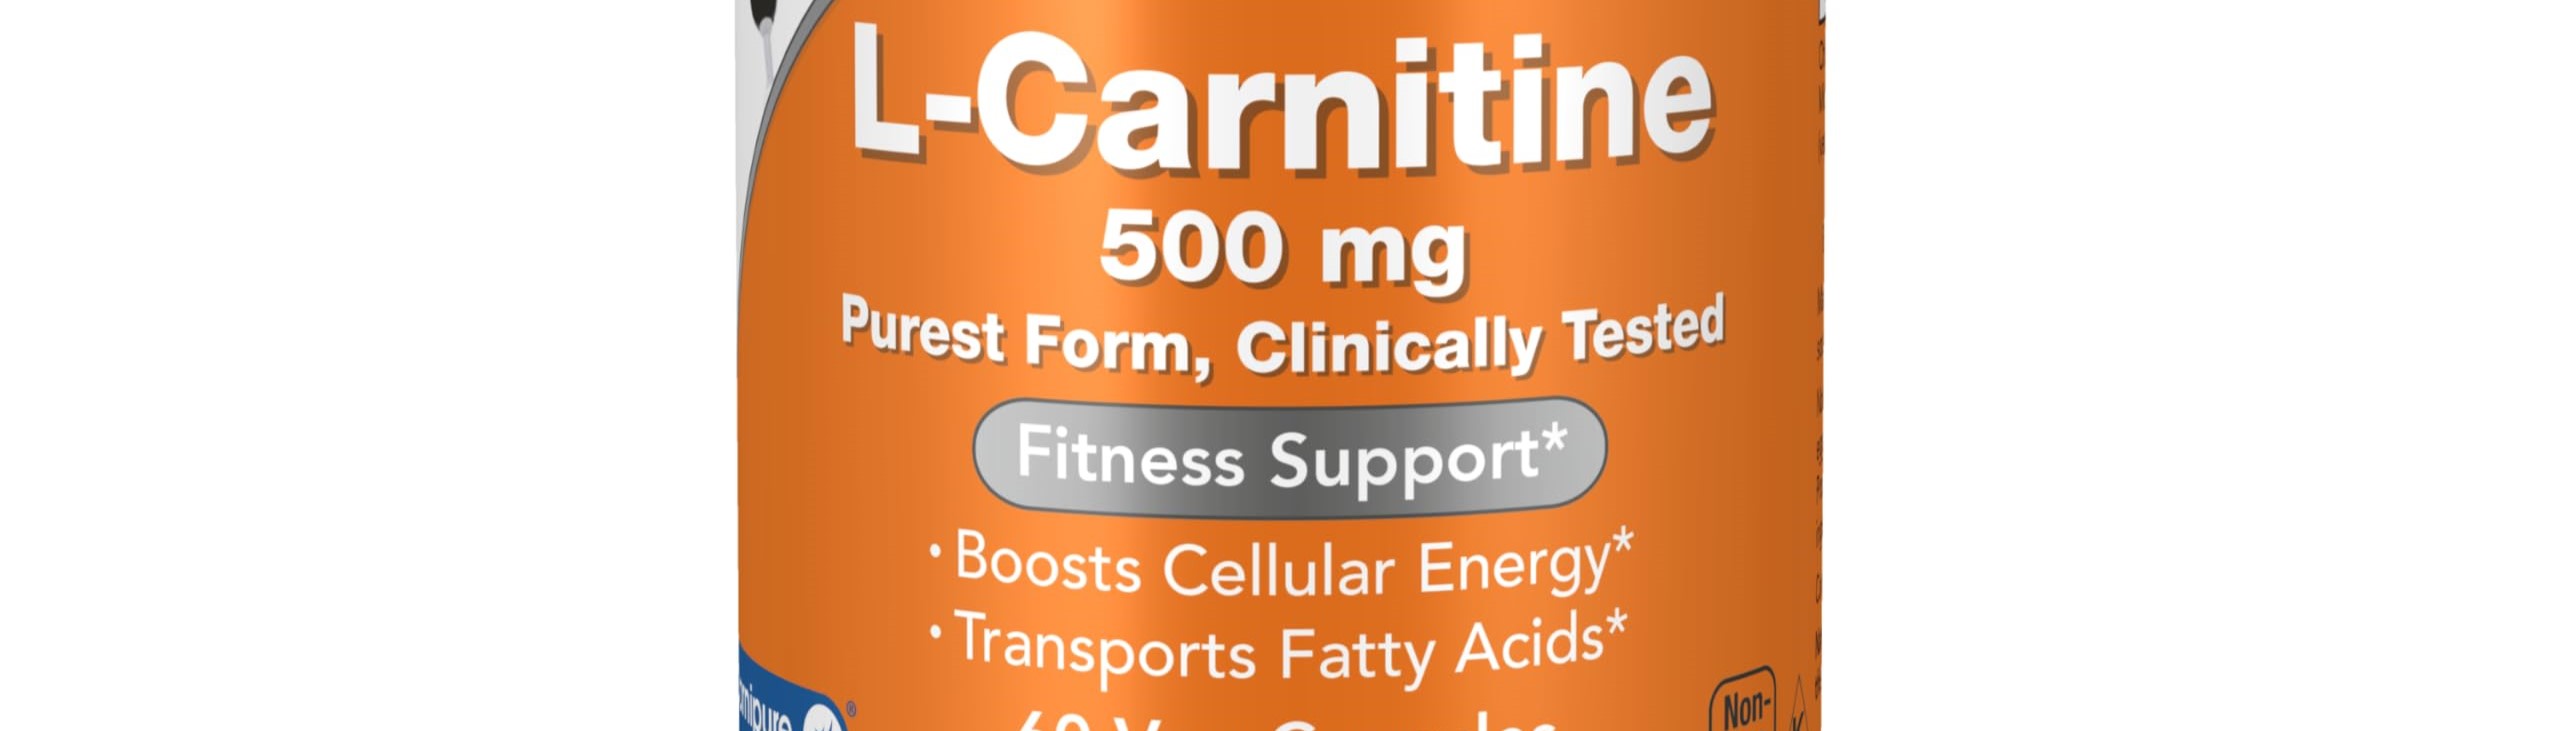 L-Carnitine
500 mg
Purest Form, Clinically Tested
Fitness Support*
• Boosts Cellular Energy*
• Transports Fatty Acids*
Non-
K
®